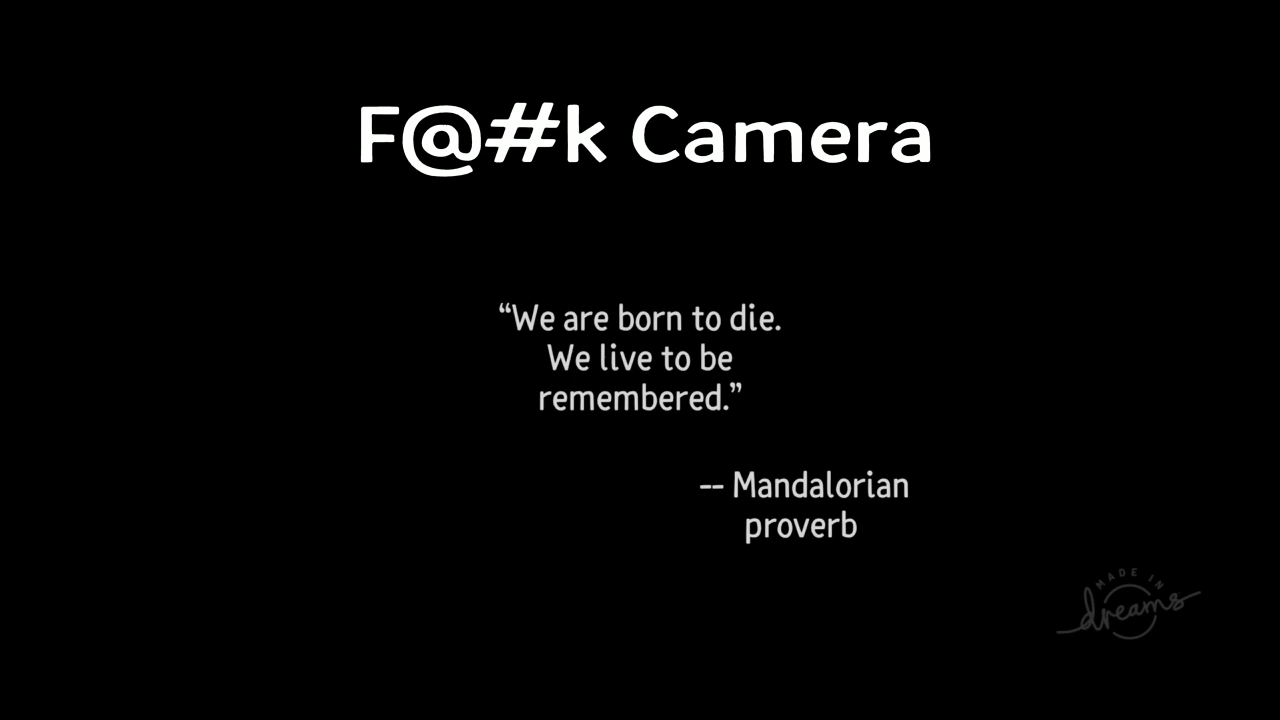 F@#k Camera
“We are born to die.
We live to be
remembered.”
-- Mandalorian
proverb
MADE IN
dreams